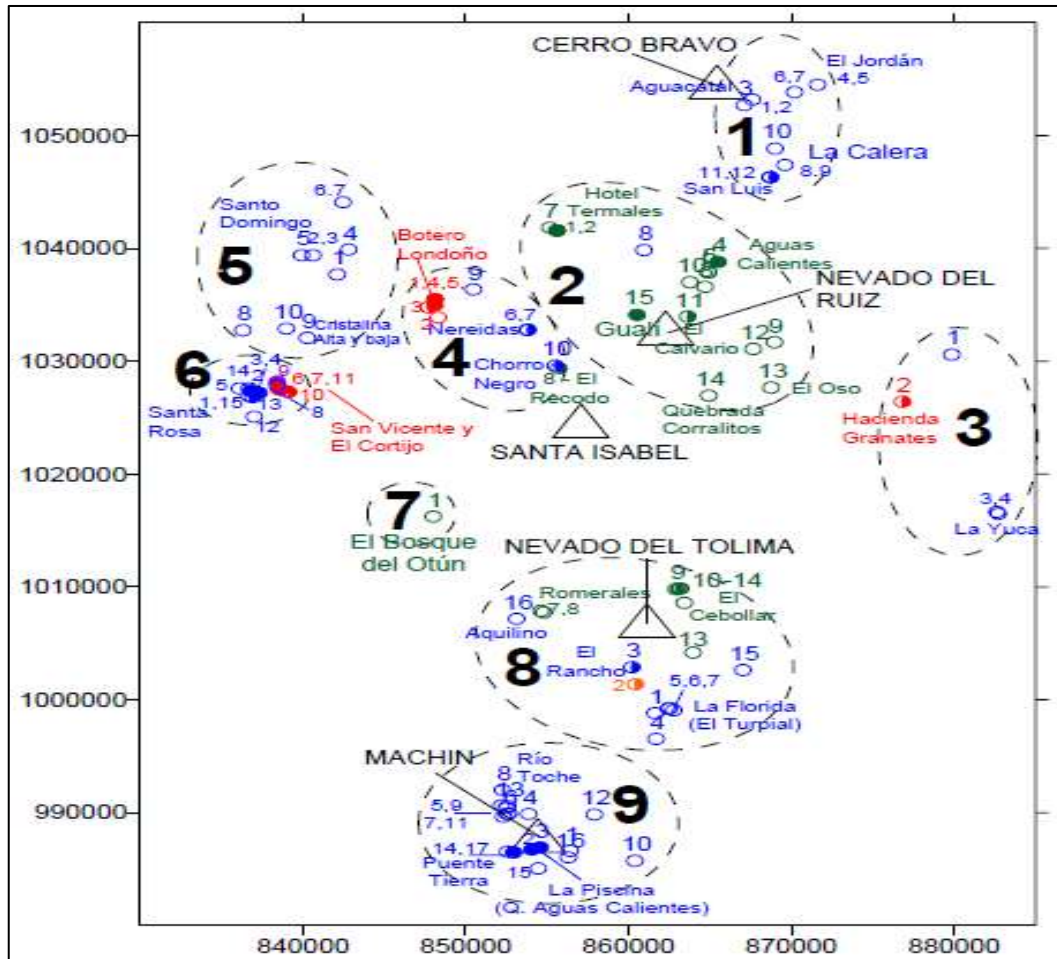 CERRO BRAVO
El Jordán
Aguacatal
3
6,7
4,5
1,2
1050000
1
10
La Calera
11,12
8,9
San Luis
Hotel
Termales
6,7
Santo
Domingo
7
1,2
8
4
Aguas
Calientes
1040000
5
2,3
4
5
1
Botero
Londoño
1,4,5,
9
2
10
NEVADO DEL
RUIZ
3
2
15
11
8
10
9
Cristalina
Alta y baja
Nereidas
6,7
Gualí
El
Calvario
12
9
1030000
4
Chorro
Negro
10
8
El
Recodo
13
El Oso
14
Quebrada
Corralitos
1
2
Hacienda
Granates
3
6
3,4
14
9
5
6,7,11
10
1,15
13
8
12
Santa
Rosa
San Vicente y
El Cortijo
SANTA ISABEL
1020000
7
1
El Bosque
del Otún
3,4
La Yuca
NEVADO DEL TOLIMA
1010000
9
10-14
Romerales
16
7,8
El
Cebollar
Aquilino
13
8
El
Rancho
3
15
2
1000000
5,6,7
1
La Florida
(El Turpial)
4
MACHIN
Río
Toche
8
13
5,9
6
4
12
9
990000
7,11
3
1
14,17
2
16
10
Puente
Tierra
15
La Piscina
(Q. Aguas Calientes)
980000
840000
850000
860000
870000
880000